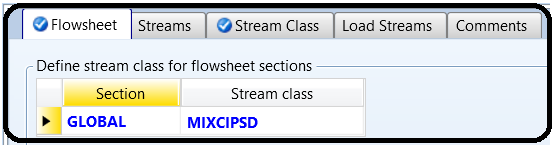 Flowsheet Streams Stream Class Load Streams Comments
Define stream class for flowsheet sections
Section Stream class
GLOBAL MIXCIPSD